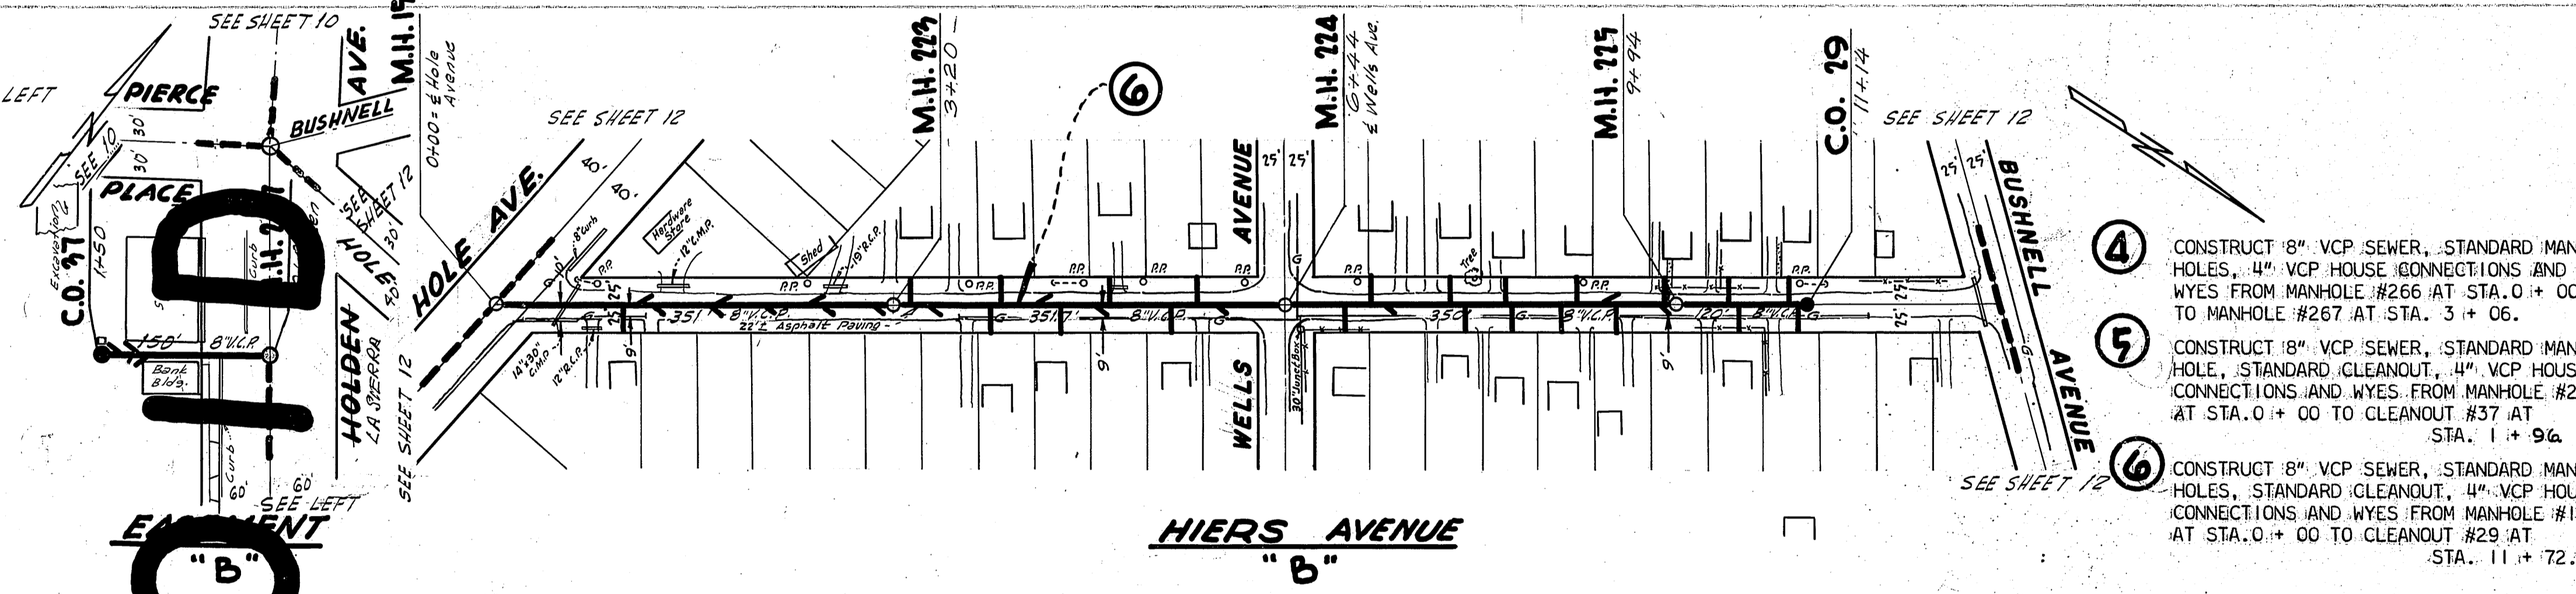 SEE SHEET 10
LEFT
PIERCE
30'
30'
SEE 10
PLACE
AVE.
BUSHNELL
SEE
SHEET 12
HOLE
30'
40'
C.O. 37
1+50
Excavation
Curb
150'
8"V.C.P.
Bank
Bldg.
Curb
60'
60'
SEE LEFT
EASEMENT
"B"
HOLDEN
LA SIERRA
SEE SHEET 12
0+00 = ₵ Hole
Avenue
HOLE AVE.
SEE SHEET 12
40'
40'
8"Curb
10'
Hardware
Store
12"C.M.P.
Shed
19"R.C.P.
14"x30"
C.M.P.
12"R.C.P.
9'
25'
25'
P.P.
P.P.
P.P.
P.P.
P.P.
P.P.
P.P.
P.P.
P.P.
351'
8"V.C.P.
22'± Asphalt Paving
M.H. 223
3+20
6
G
351.7'
8"V.C.P.
G
9'
AVENUE
WELLS
25'
25'
G
30"Junct Box
M.H. 224
6+44
₵ Wells Ave.
Tree
G
350'
8"V.C.P.
M.H. 225
9+94
9'
120'
8"V.C.P.
C.O. 29
11+14
SEE SHEET 12
25'
25'
25'
25'
G
BUSHNELL
AVENUE
SEE SHEET 12
HIERS AVENUE
"B"
4
CONSTRUCT 8" VCP SEWER, STANDARD MAN
HOLES, 4" VCP HOUSE CONNECTIONS AND
WYES FROM MANHOLE #266 AT STA.0 + 00
TO MANHOLE #267 AT STA. 3 + 06.
5
CONSTRUCT 8" VCP SEWER, STANDARD MAN
HOLE, STANDARD CLEANOUT, 4" VCP HOUS
CONNECTIONS AND WYES FROM MANHOLE #2
AT STA.0 + 00 TO CLEANOUT #37 AT
STA. 1 + 96
6
CONSTRUCT 8" VCP SEWER, STANDARD MAN
HOLES, STANDARD CLEANOUT, 4" VCP HOU
CONNECTIONS AND WYES FROM MANHOLE #1
AT STA.0 + 00 TO CLEANOUT #29 AT
STA. 11 + 72.